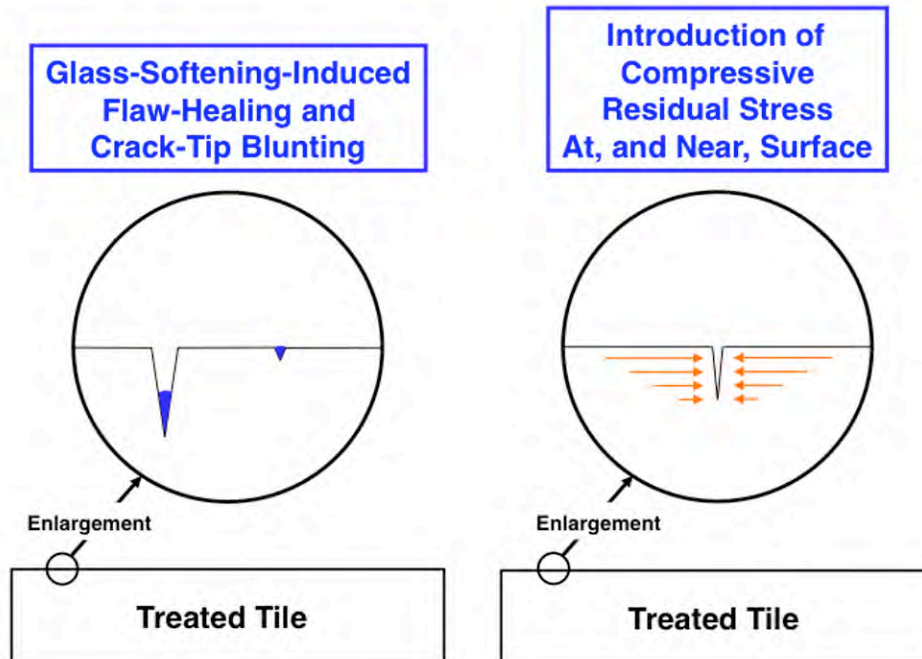 Glass-Softening-Induced
Flaw-Healing and
Crack-Tip Blunting
Introduction of
Compressive
Residual Stress
At, and Near, Surface
Enlargement
Enlargement
Treated Tile
Treated Tile